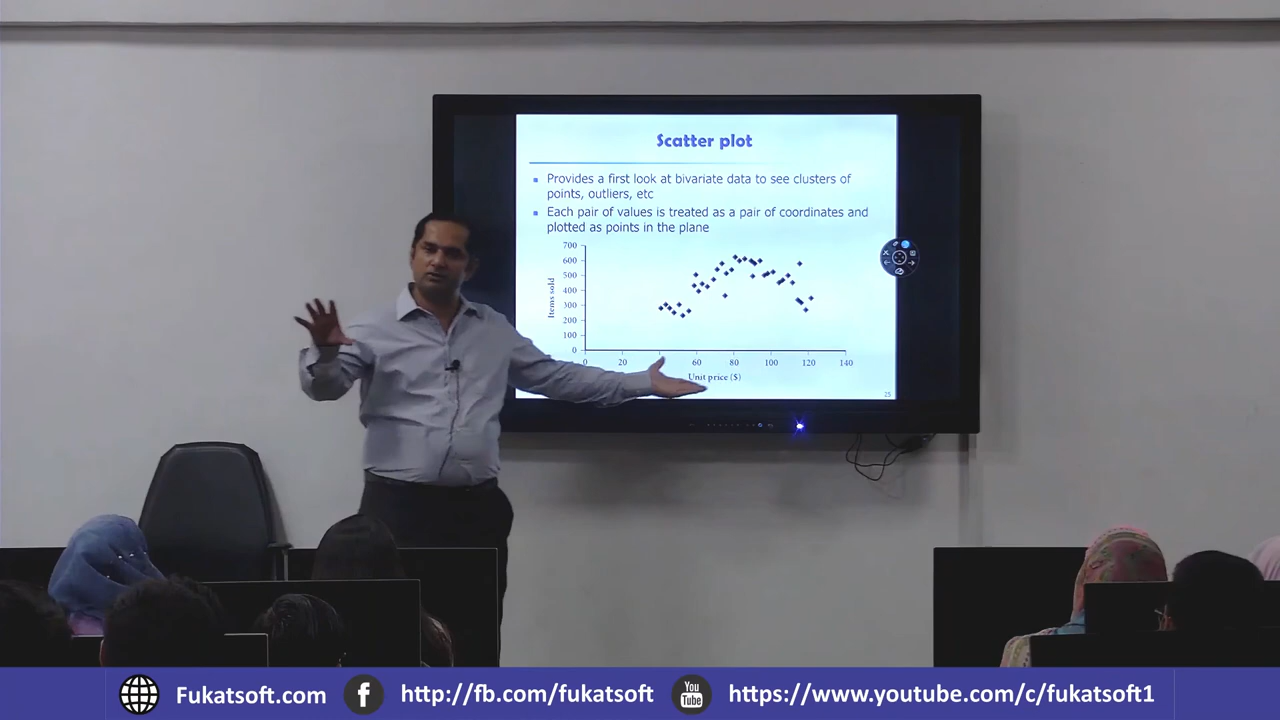 Scatter plot
Provides a first look at bivariate data to see clusters of
points, outliers, etc
Each pair of values is treated as a pair of coordinates and
plotted as points in the plane
700
600
500
400
300
200
100
0
Items sold
0 20 60 80 100 120 140
Unit price ($)
25
Fukatsoft.com
f
http://fb.com/fukatsoft
You
Tube
https://www.youtube.com/c/fukatsoft1